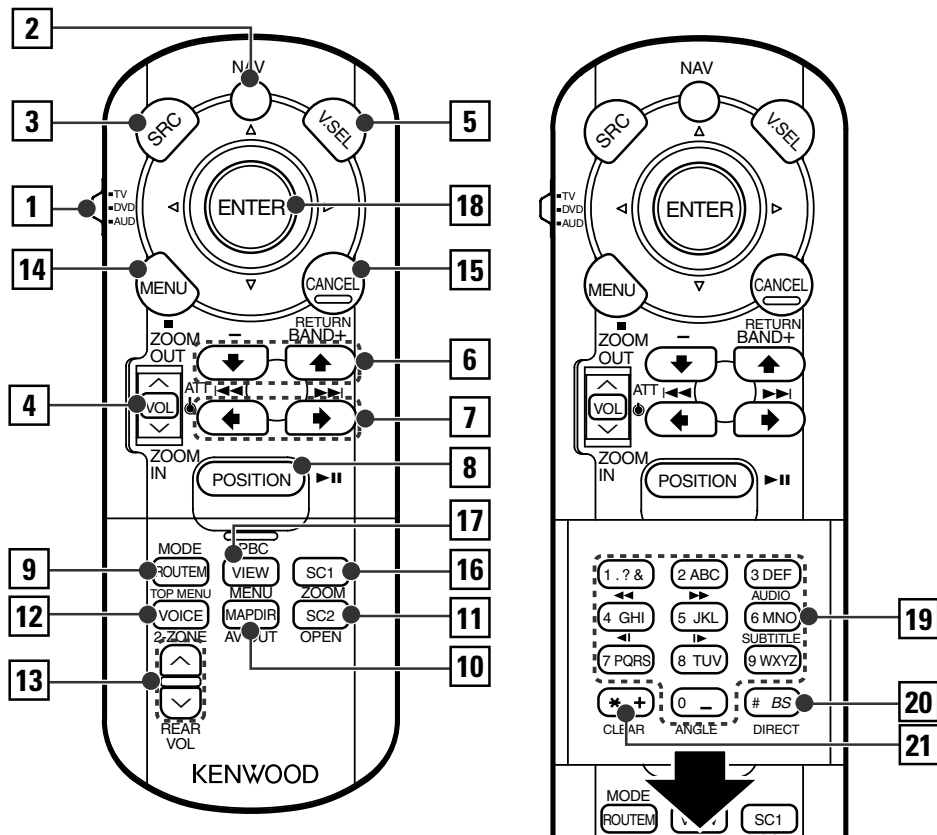 2
NAV
3
SRC
V.SEL
5
1
TV
DVD
AUD
ENTER
18
14
MENU
CANCEL
15
ZOOM
OUT
−
RETURN
BAND+
6
4
VOL
ATT
7
ZOOM
IN
POSITION
8
17
MODE
PBC
9
ROUTEM
VIEW
SC1
16
TOP MENU
MENU
ZOOM
12
VOICE
MAPDIR
SC2
11
2-ZONE
AV OUT
OPEN
10
13
REAR
VOL
KENWOOD
NAV
SRC
V.SEL
TV
DVD
AUD
ENTER
MENU
CANCEL
ZOOM
OUT
−
RETURN
BAND+
ATT
VOL
ZOOM
IN
POSITION
1 . ? &
2 ABC
3 DEF
AUDIO
4 GHI
5 JKL
6 MNO
19
SUBTITLE
7 PQRS
8 TUV
9 WXYZ
20
* +
0 _
# BS
21
CLEAR
ANGLE
DIRECT
MODE
ROUTEM
SC1